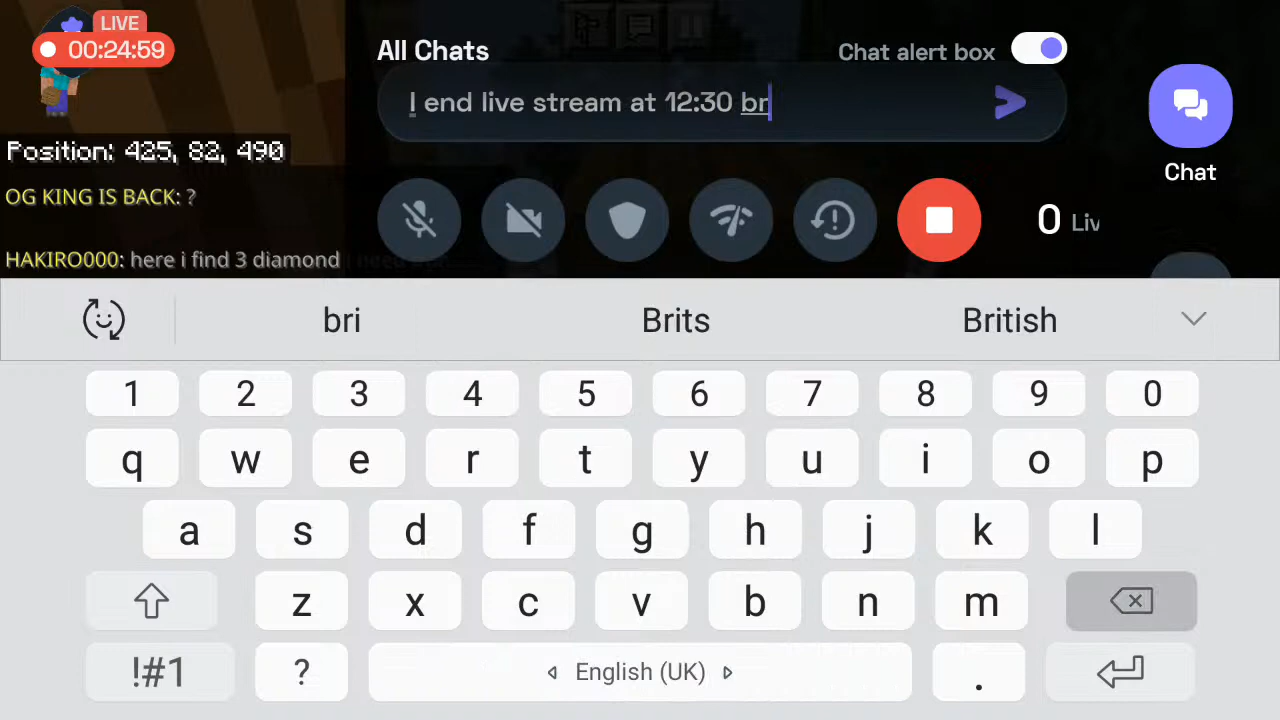 LIVE
00:24:59
All Chats
Chat alert box
I end live stream at 12:30 br
Chat
Position: 425, 82, 490
OG KING IS BACK: ?
0 Liv
HAKIRO000: here i find 3 diamond
bri Brits British
1 2 3 4 5 6 7 8 9 0
q w e r t y u i o p
a s d f g h j k l
z x c v b n m
!#1 ? English (UK) .